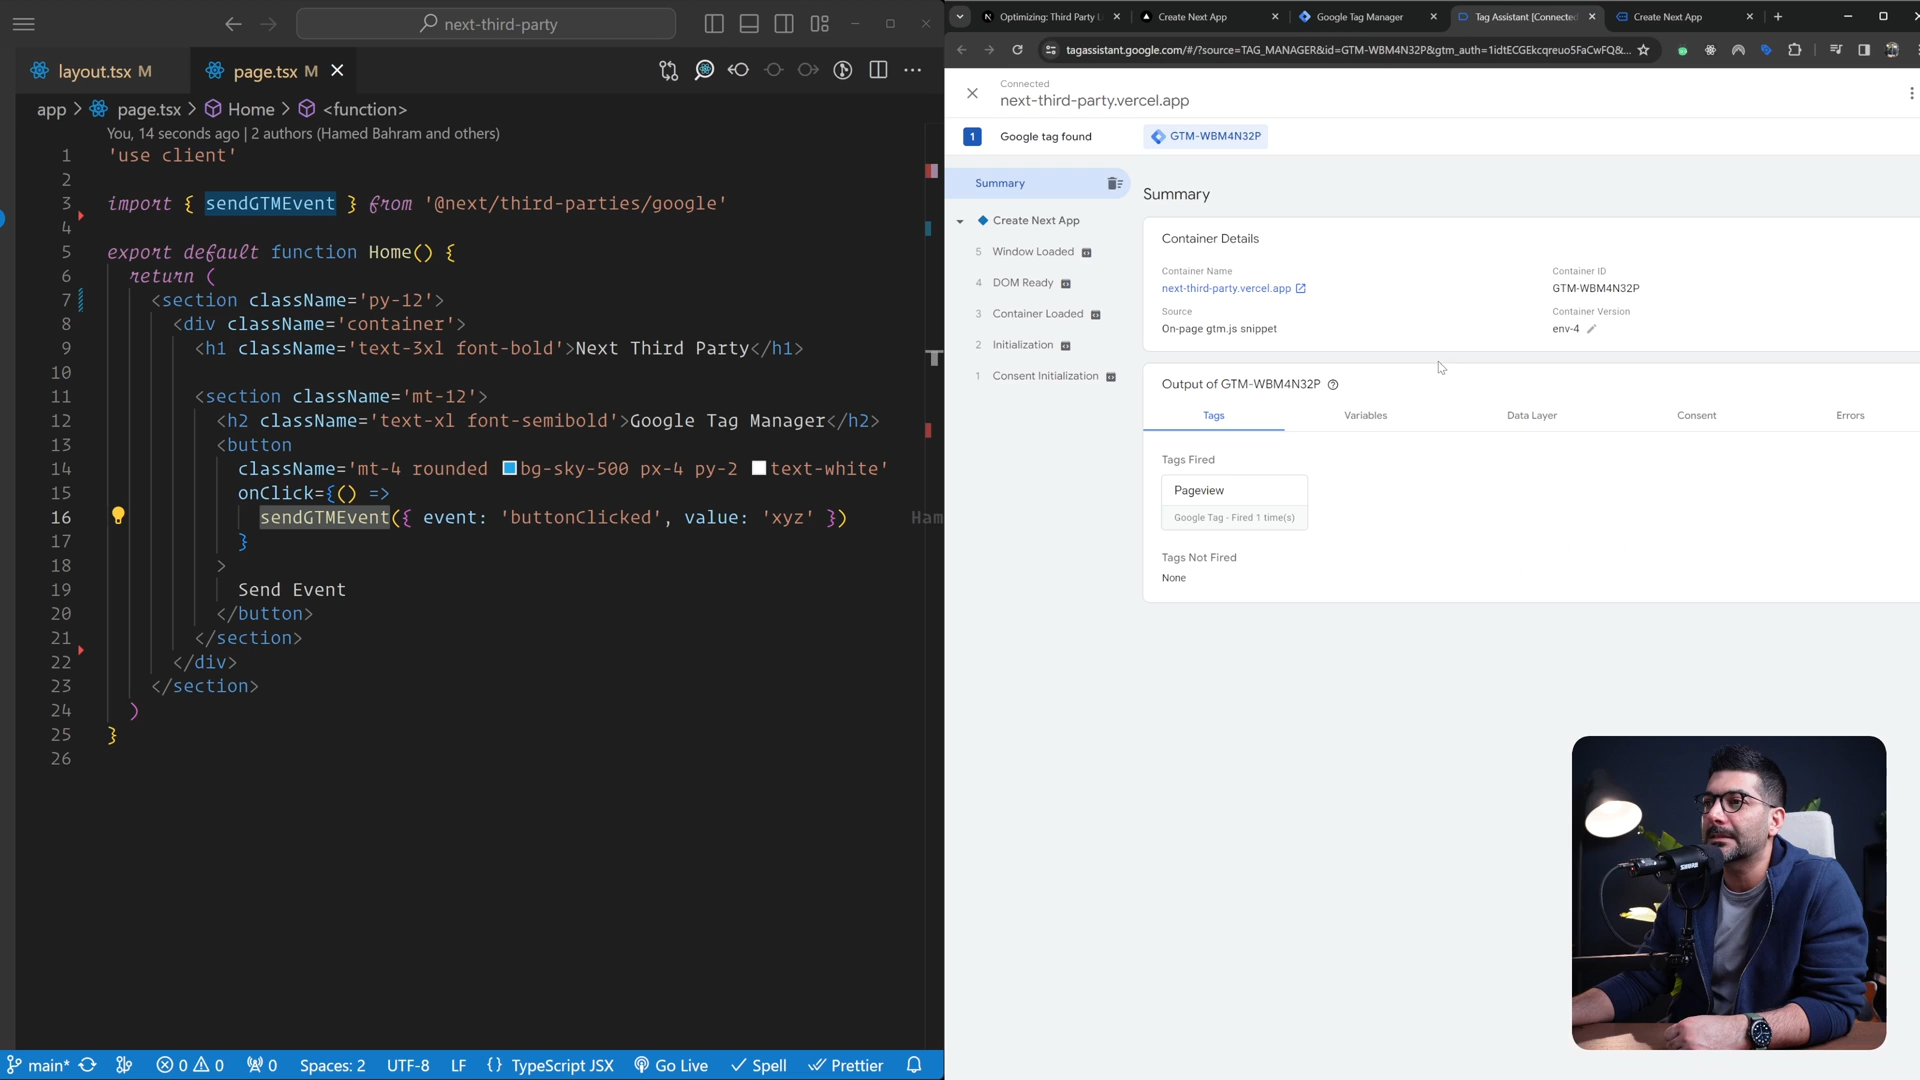 next-third-party
layout.tsx M
page.tsx M
app > page.tsx > Home > <function>
You, 14 seconds ago | 2 authors (Hamed Bahram and others)
1 'use client'
2
3 import { sendGTMEvent } from '@next/third-parties/google'
4
5 export default function Home() {
6 return (
7 <section className='py-12'>
8 <div className='container'>
9 <h1 className='text-3xl font-bold'>Next Third Party</h1>
10
11 <section className='mt-12'>
12 <h2 className='text-xl font-semibold'>Google Tag Manager</h2>
13 <button
14 className='mt-4 rounded bg-sky-500 px-4 py-2 text-white'
15 onClick={() =>
16 sendGTMEvent({ event: 'buttonClicked', value: 'xyz' }) Ham
17 }
18 >
19 Send Event
20 </button>
21 </section>
22 </div>
23 </section>
24 )
25 }
26
main* 0 0 0 Spaces: 2 UTF-8 LF {} TypeScript JSX Go Live Spell Prettier
Optimizing: Third Party L
Create Next App
Google Tag Manager
Tag Assistant [Connected
Create Next App
tagassistant.google.com/#/?source=TAG_MANAGER&id=GTM-WBM4N32P&gtm_auth=1idtECGEkcqreuo5FaCwFQ&...
Connected
next-third-party.vercel.app
1 Google tag found GTM-WBM4N32P
Summary
Create Next App
5 Window Loaded
4 DOM Ready
3 Container Loaded
2 Initialization
1 Consent Initialization
Summary
Container Details
Container Name
next-third-party.vercel.app
Container ID
GTM-WBM4N32P
Source
On-page gtm.js snippet
Container Version
env-4
Output of GTM-WBM4N32P
Tags Variables Data Layer Consent Errors
Tags Fired
Pageview
Google Tag - Fired 1 time(s)
Tags Not Fired
None
SHURE